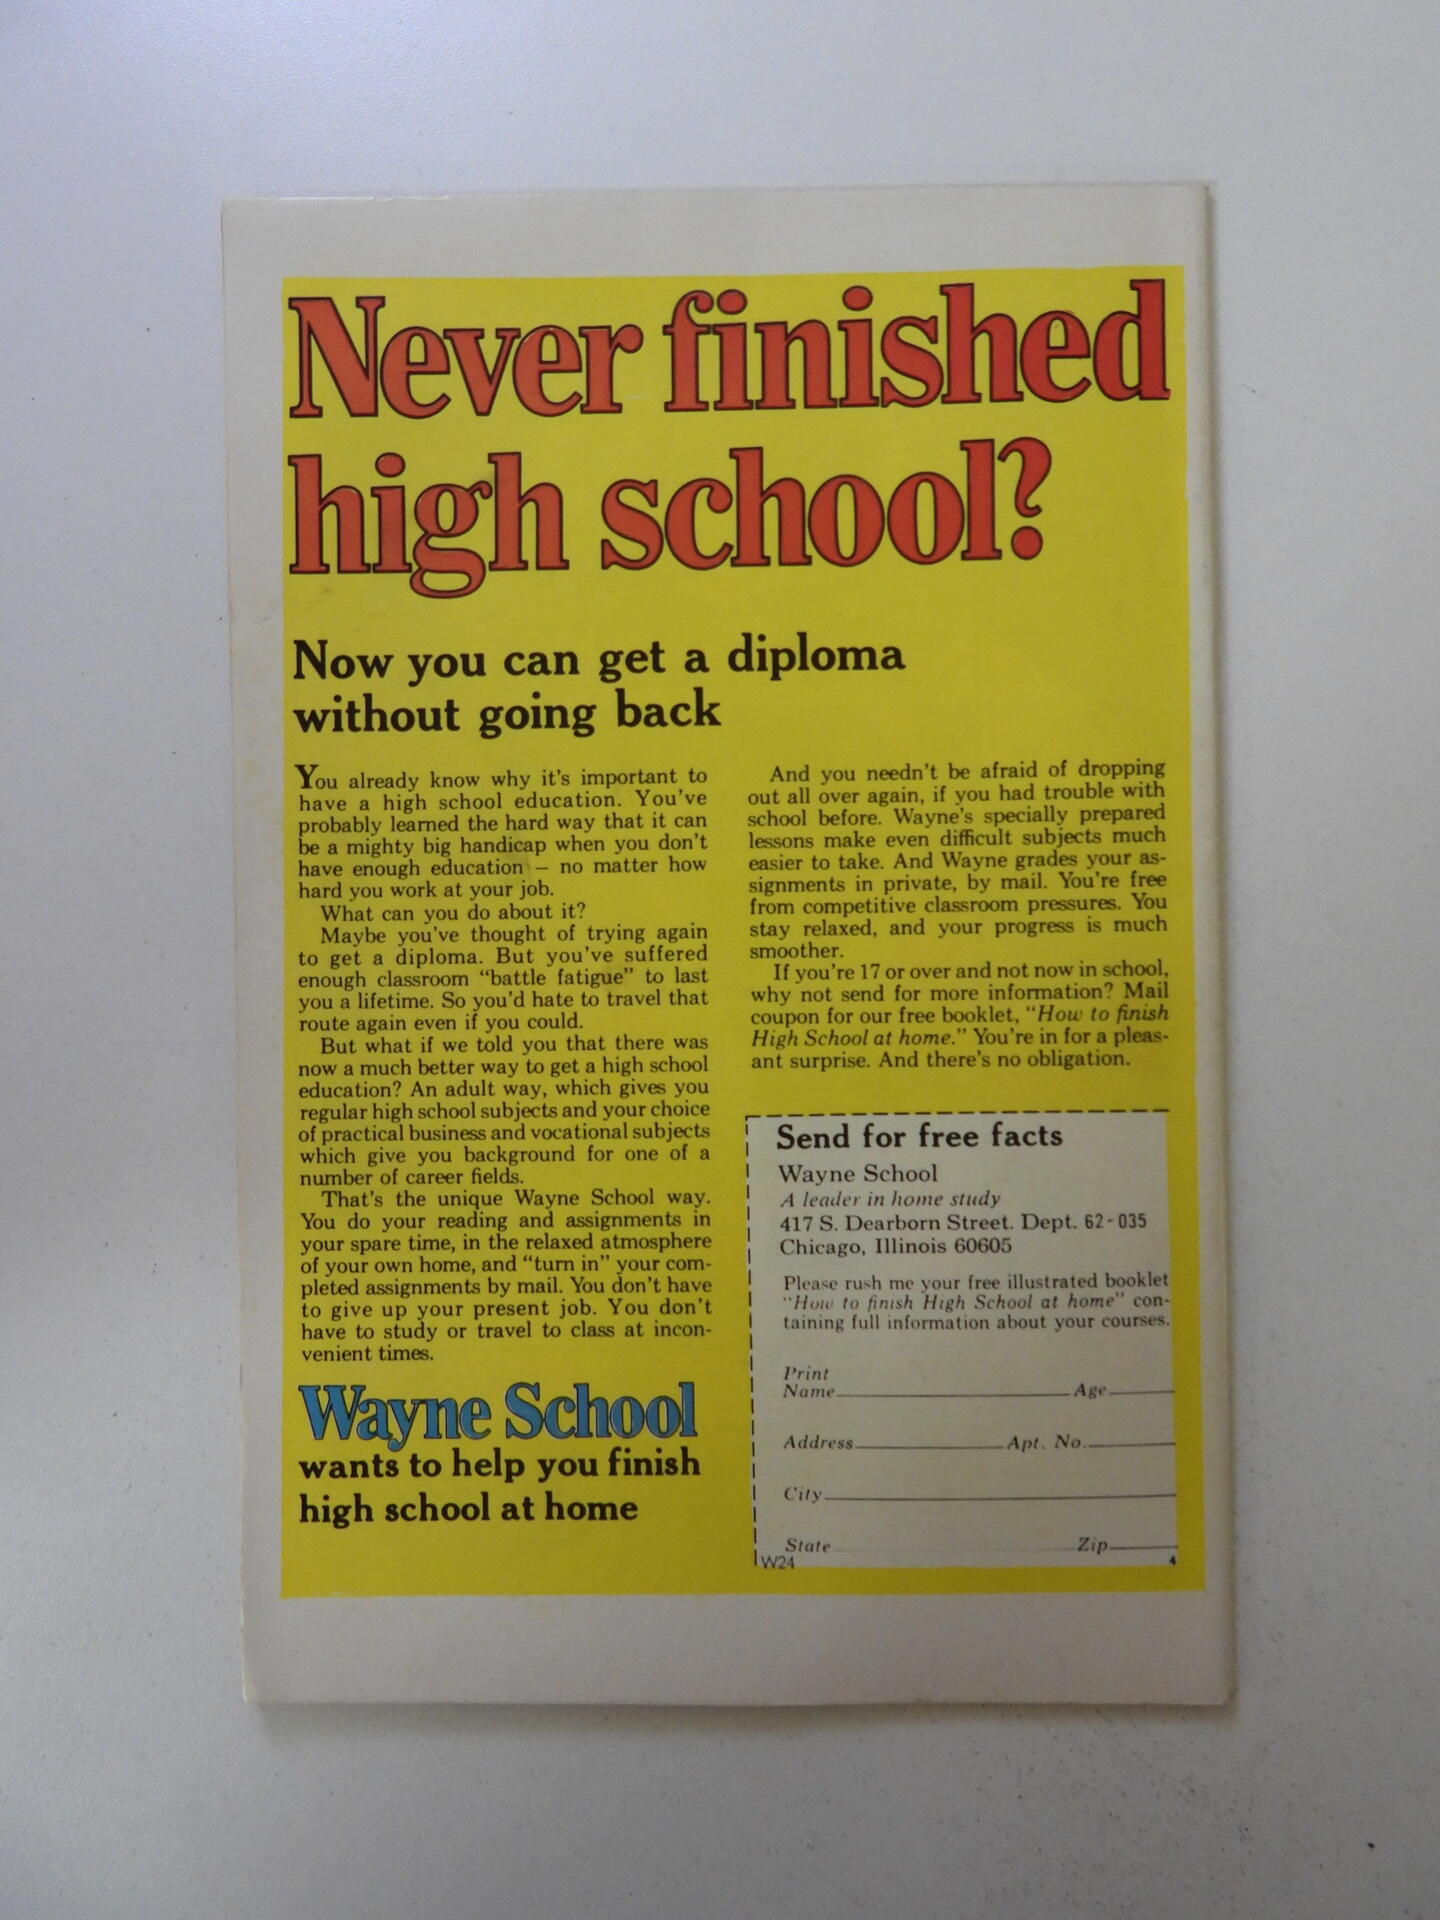 Never finished
high school?
Now you can get a diploma
without going back
You already know why it's important to
have a high school education. You've
probably learned the hard way that it can
be a mighty big handicap when you don't
have enough education – no matter how
hard you work at your job.
What can you do about it?
Maybe you've thought of trying again
to get a diploma. But you've suffered
enough classroom "battle fatigue" to last
you a lifetime. So you'd hate to travel that
route again even if you could.
But what if we told you that there was
now a much better way to get a high school
education? An adult way, which gives you
regular high school subjects and your choice
of practical business and vocational subjects
which give you background for one of a
number of career fields.
That's the unique Wayne School way.
You do your reading and assignments in
your spare time, in the relaxed atmosphere
of your own home, and "turn in" your com-
pleted assignments by mail. You don't have
to give up your present job. You don't
have to study or travel to class at incon-
venient times.
Wayne School
wants to help you finish
high school at home
And you needn't be afraid of dropping
out all over again, if you had trouble with
school before. Wayne's specially prepared
lessons make even difficult subjects much
easier to take. And Wayne grades your as-
signments in private, by mail. You're free
from competitive classroom pressures. You
stay relaxed, and your progress is much
smoother.
If you're 17 or over and not now in school,
why not send for more information? Mail
coupon for our free booklet, "How to finish
High School at home." You're in for a pleas-
ant surprise. And there's no obligation.
Send for free facts
Wayne School
A leader in home study
417 S. Dearborn Street. Dept. 62-035
Chicago, Illinois 60605
Please rush me your free illustrated booklet
"How to finish High School at home" con-
taining full information about your courses.
Print
Name Age
Address Apt. No.
City
State Zip
W24 4